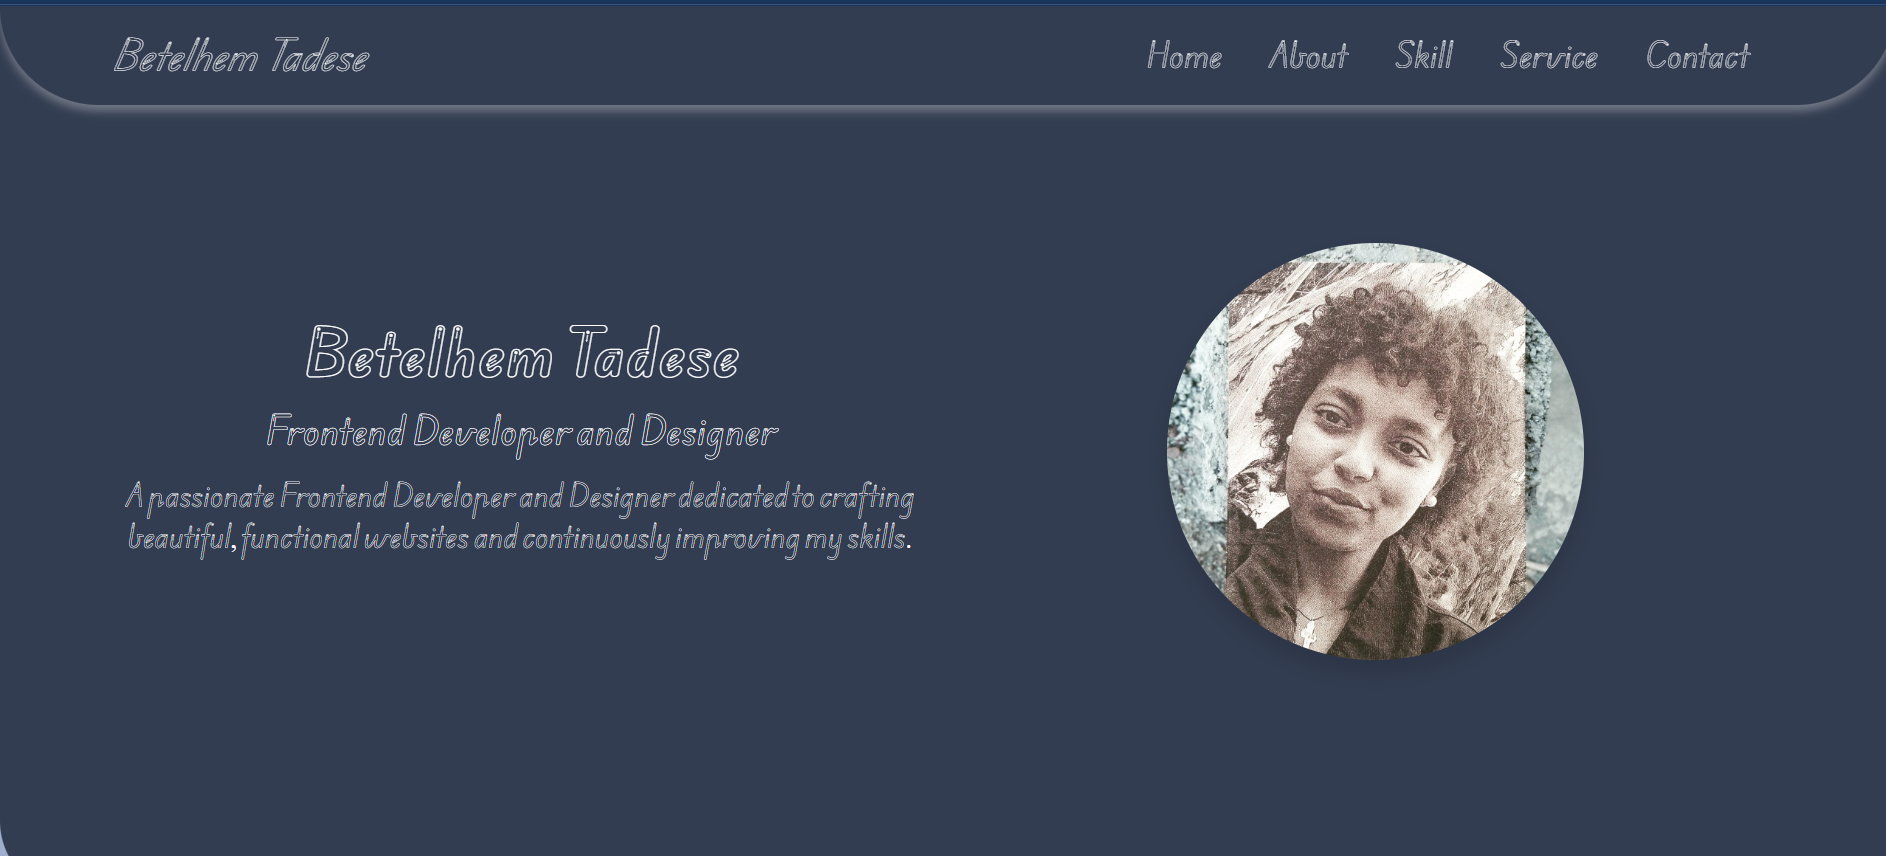 Betelhem Tadese
Home About Skill Service Contact
Betelhem Tadese
Frontend Developer and Designer
A passionate Frontend Developer and Designer dedicated to crafting
beautiful, functional websites and continuously improving my skills.